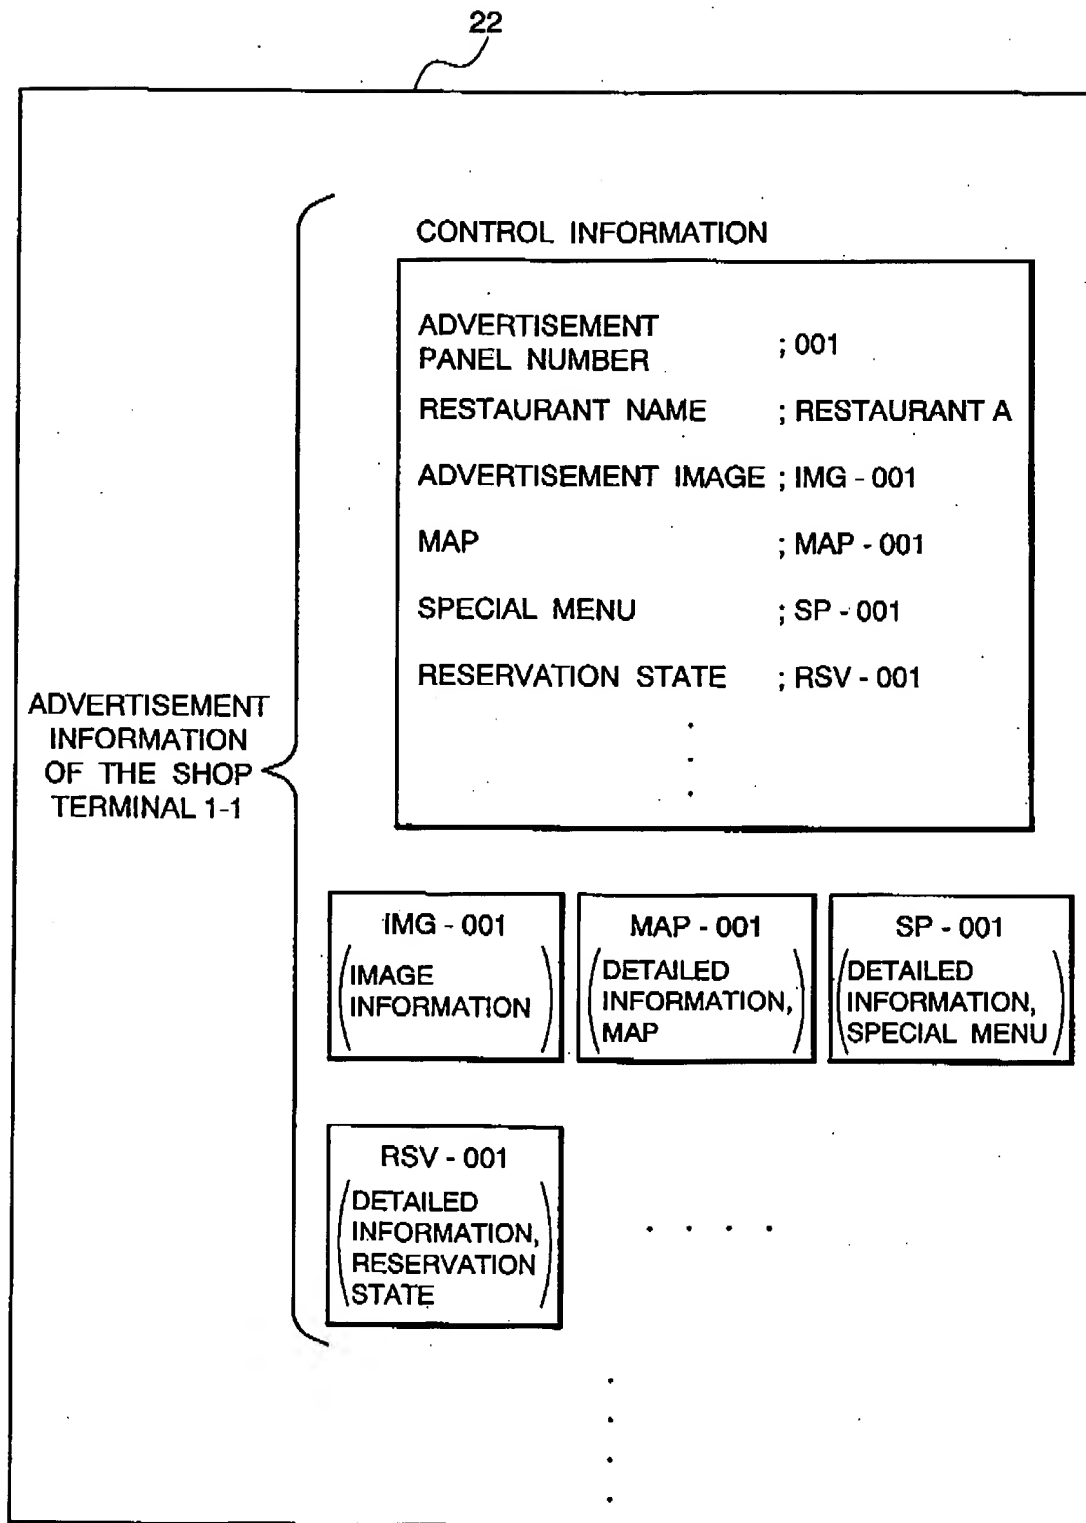 22
CONTROL INFORMATION
ADVERTISEMENT
PANEL NUMBER ; 001
RESTAURANT NAME ; RESTAURANT A
ADVERTISEMENT IMAGE ; IMG - 001
MAP ; MAP - 001
SPECIAL MENU ; SP - 001
RESERVATION STATE ; RSV - 001
ADVERTISEMENT
INFORMATION
OF THE SHOP
TERMINAL 1-1
IMG - 001
(IMAGE
INFORMATION)
MAP - 001
(DETAILED
INFORMATION,
MAP)
SP - 001
(DETAILED
INFORMATION,
SPECIAL MENU)
RSV - 001
(DETAILED
INFORMATION,
RESERVATION
STATE)